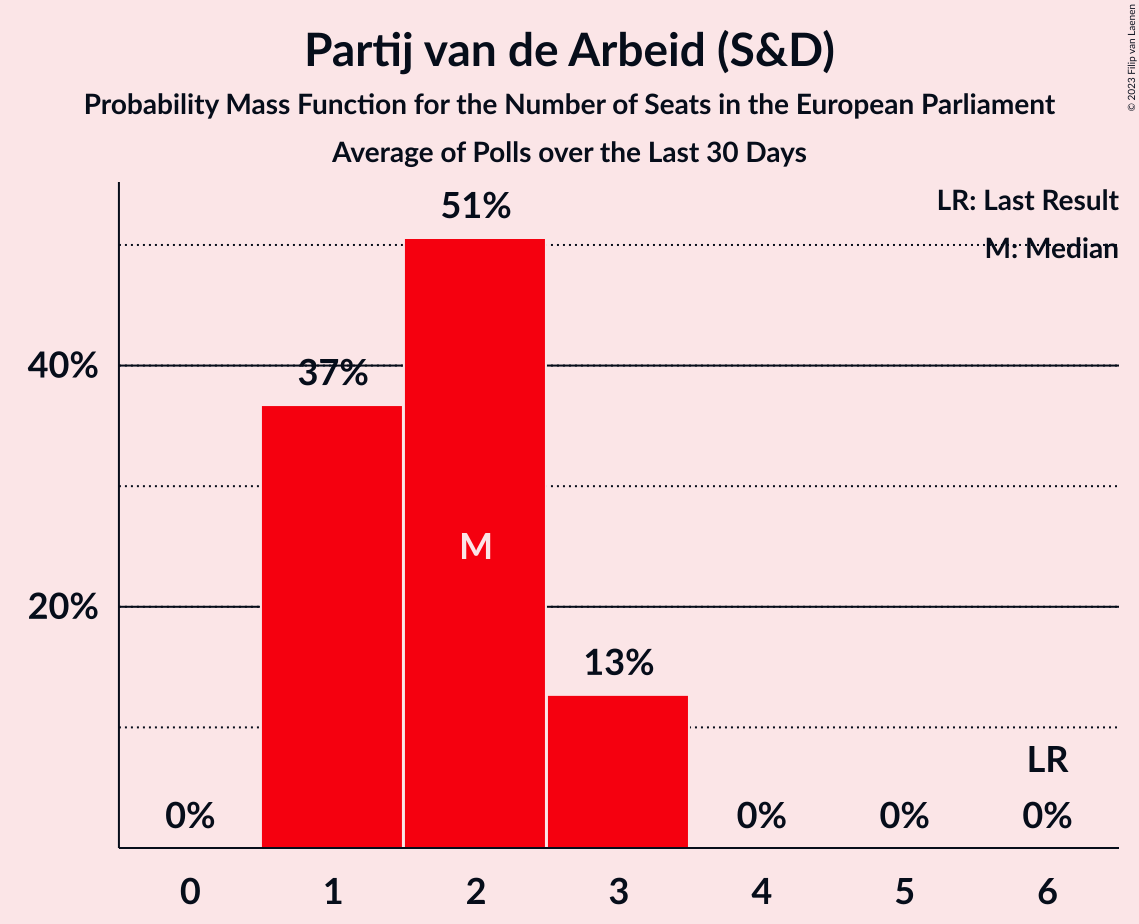 Partij van de Arbeid (S&D)
Probability Mass Function for the Number of Seats in the European Parliament
Average of Polls over the Last 30 Days
© 2023 Filip van Laenen
LR: Last Result
M: Median
51%
40%
37%
M
20%
13%
LR
0%
0%
0%
0%
0
1
2
3
4
5
6